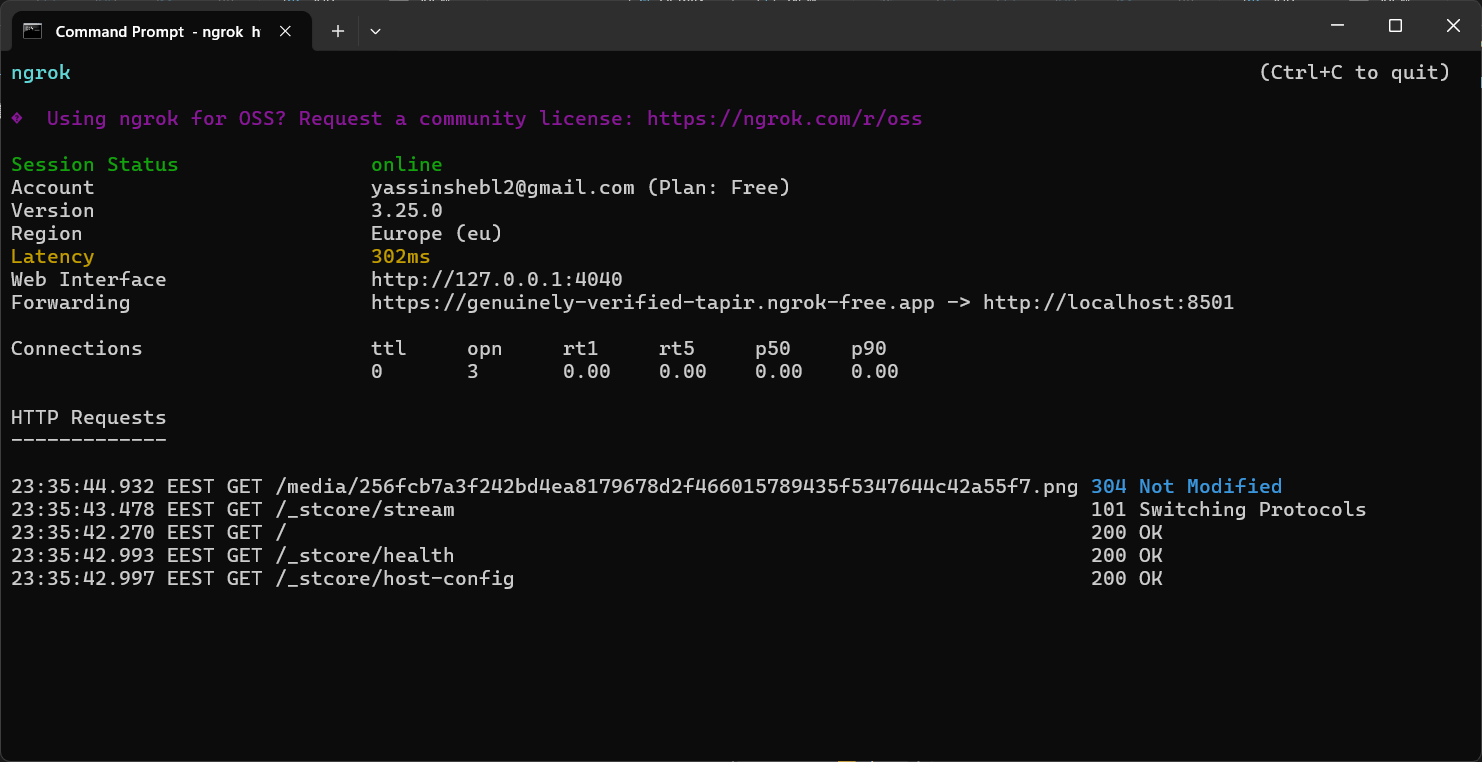 Command Prompt - ngrok h
ngrok (Ctrl+C to quit)
Using ngrok for OSS? Request a community license: https://ngrok.com/r/oss
Session Status online
Account yassinshebl2@gmail.com (Plan: Free)
Version 3.25.0
Region Europe (eu)
Latency 302ms
Web Interface http://127.0.0.1:4040
Forwarding https://genuinely-verified-tapir.ngrok-free.app -> http://localhost:8501
Connections ttl opn rt1 rt5 p50 p90
0 3 0.00 0.00 0.00 0.00
HTTP Requests
-------------
23:35:44.932 EEST GET /media/256fcb7a3f242bd4ea8179678d2f466015789435f5347644c42a55f7.png 304 Not Modified
23:35:43.478 EEST GET /_stcore/stream 101 Switching Protocols
23:35:42.270 EEST GET / 200 OK
23:35:42.993 EEST GET /_stcore/health 200 OK
23:35:42.997 EEST GET /_stcore/host-config 200 OK